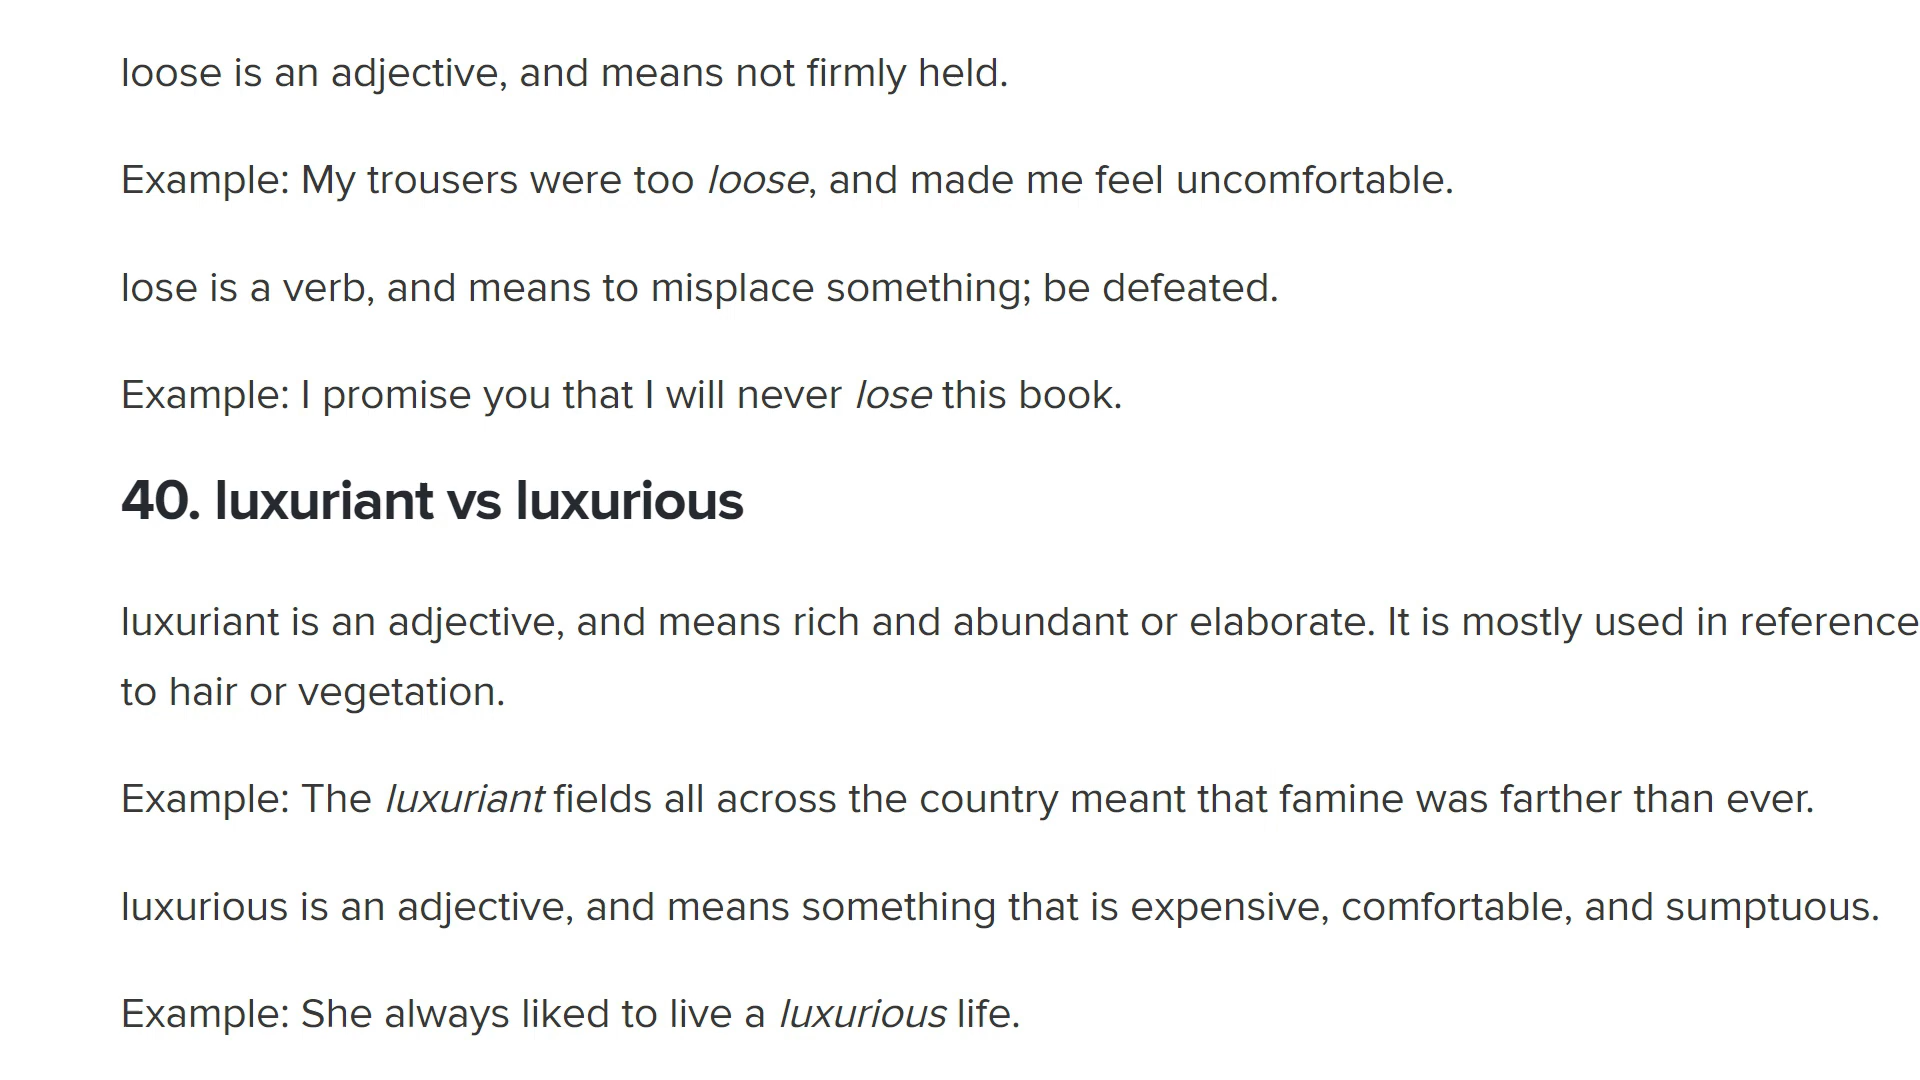 loose is an adjective, and means not firmly held.
Example: My trousers were too loose, and made me feel uncomfortable.
lose is a verb, and means to misplace something; be defeated.
Example: I promise you that I will never lose this book.
40. luxuriant vs luxurious
luxuriant is an adjective, and means rich and abundant or elaborate. It is mostly used in reference
to hair or vegetation.
Example: The luxuriant fields all across the country meant that famine was farther than ever.
luxurious is an adjective, and means something that is expensive, comfortable, and sumptuous.
Example: She always liked to live a luxurious life.